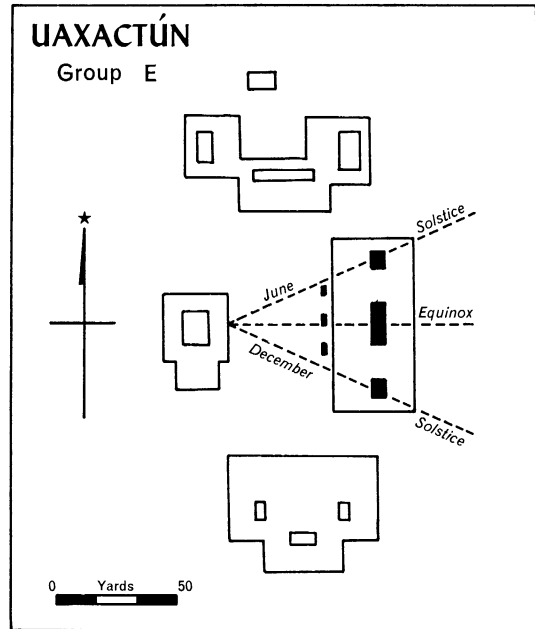 UAXACTÚN
Group E
Solstice
June
Equinox
December
Solstice
0 Yards 50